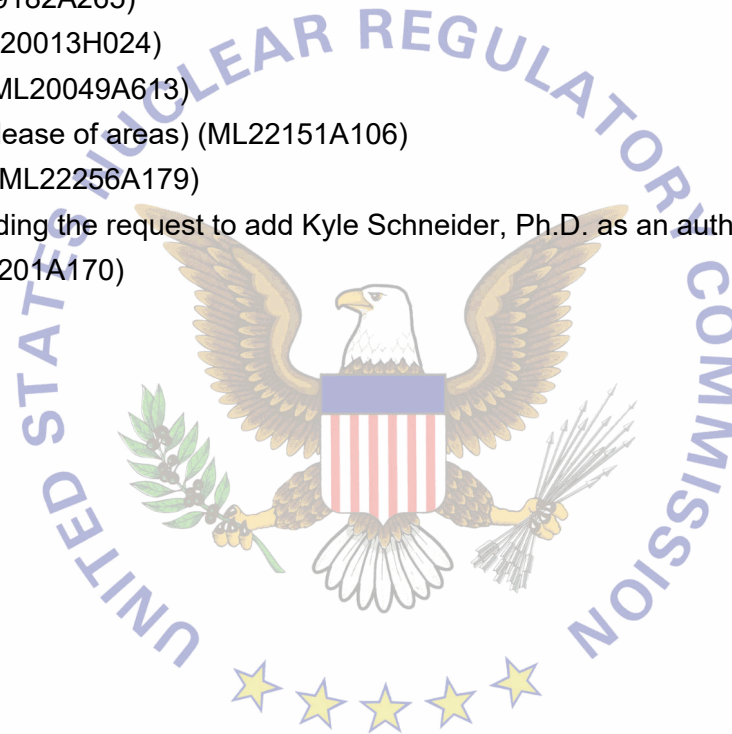 9182A265)
20013H024)
ML20049A613)
lease of areas) (ML22151A106)
ML22256A179)
ding the request to add Kyle Schneider, Ph.D. as an auth
201A170)
UNITED STATES NUCLEAR REGULATORY COMMISSION